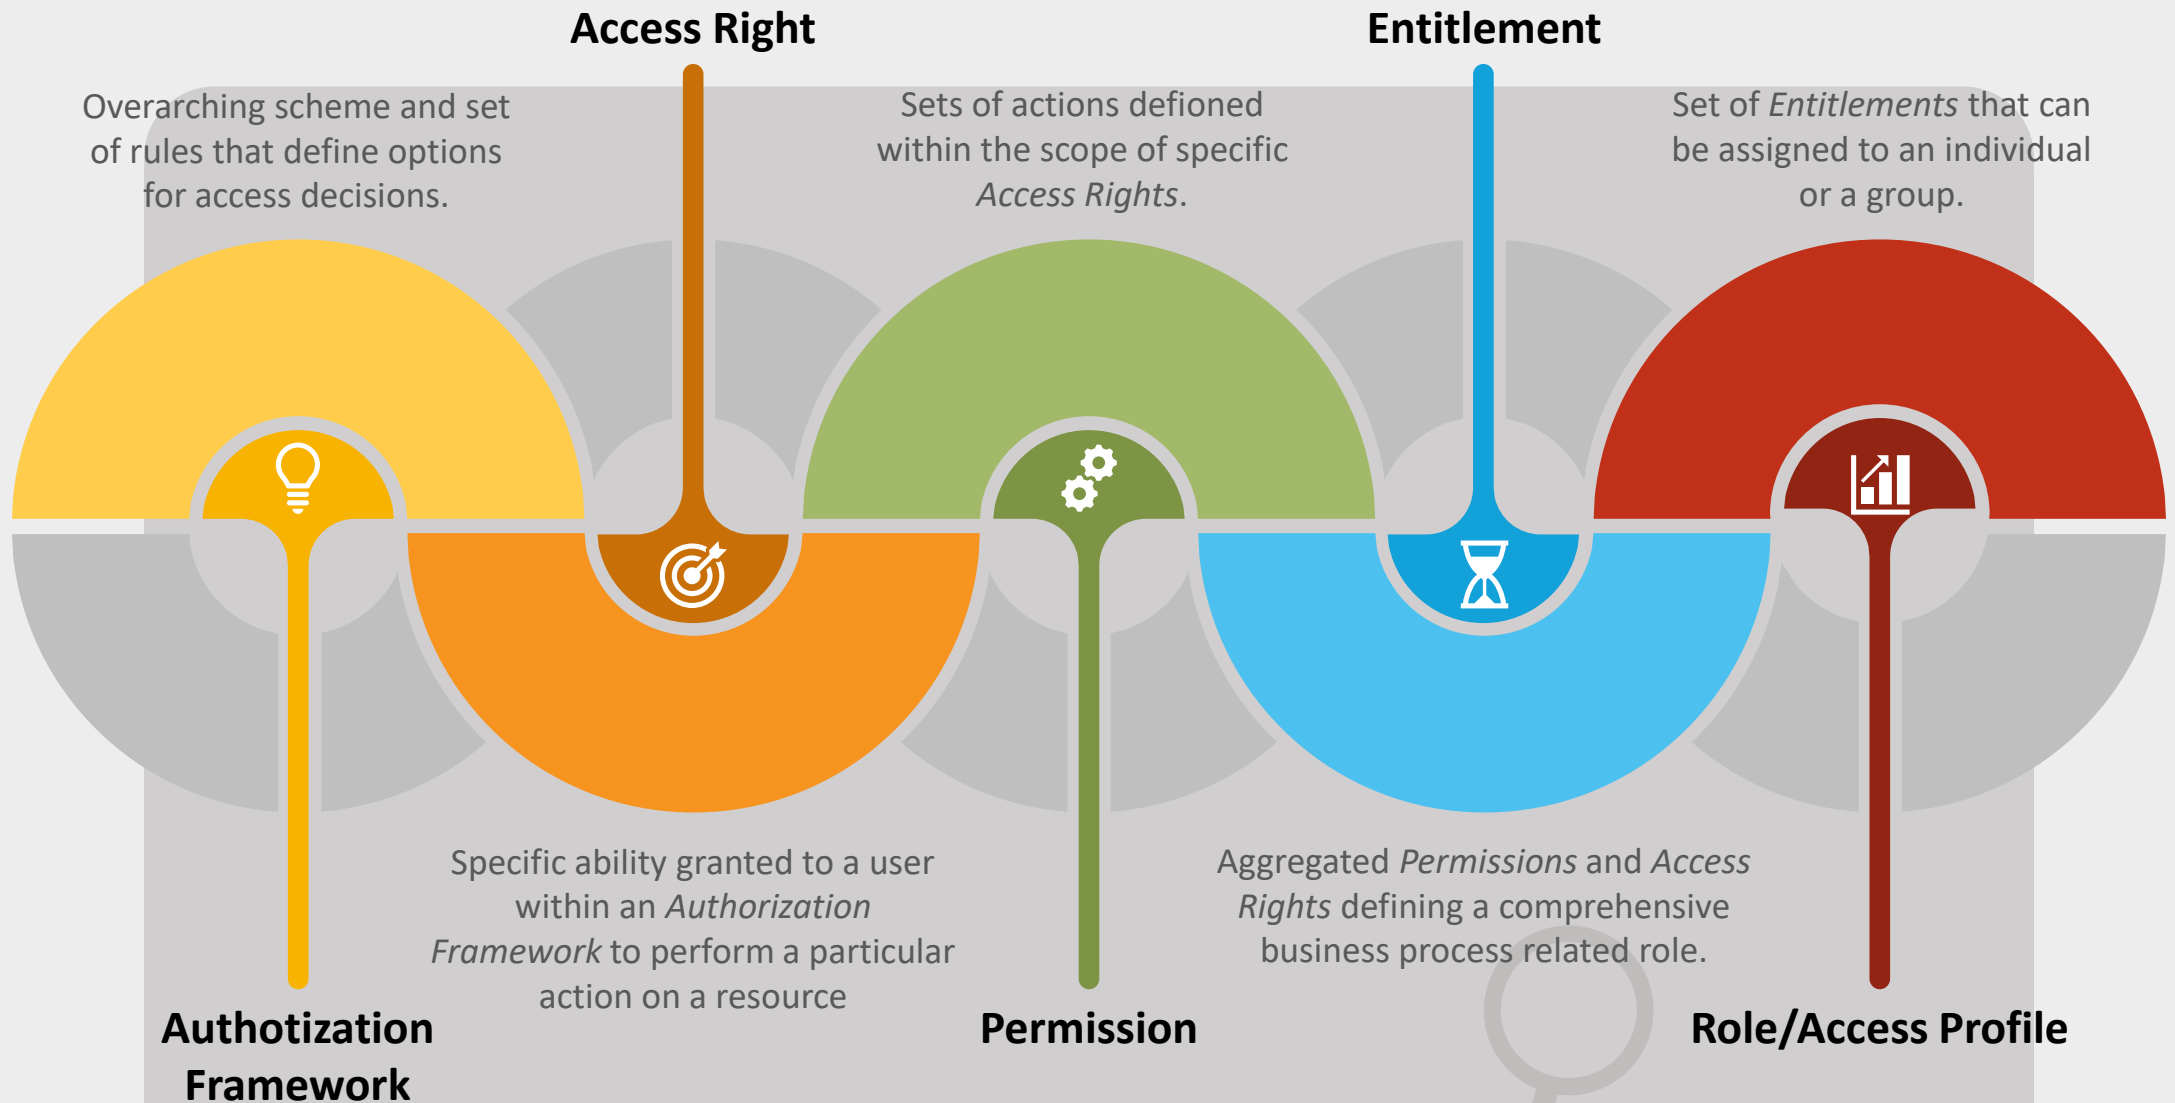 Access Right
Entitlement
Overarching scheme and set
of rules that define options
for access decisions.
Sets of actions defioned
within the scope of specific
Access Rights.
Set of Entitlements that can
be assigned to an individual
or a group.
Specific ability granted to a user
within an Authorization
Framework to perform a particular
action on a resource
Aggregated Permissions and Access
Rights defining a comprehensive
business process related role.
Authotization
Framework
Permission
Role/Access Profile